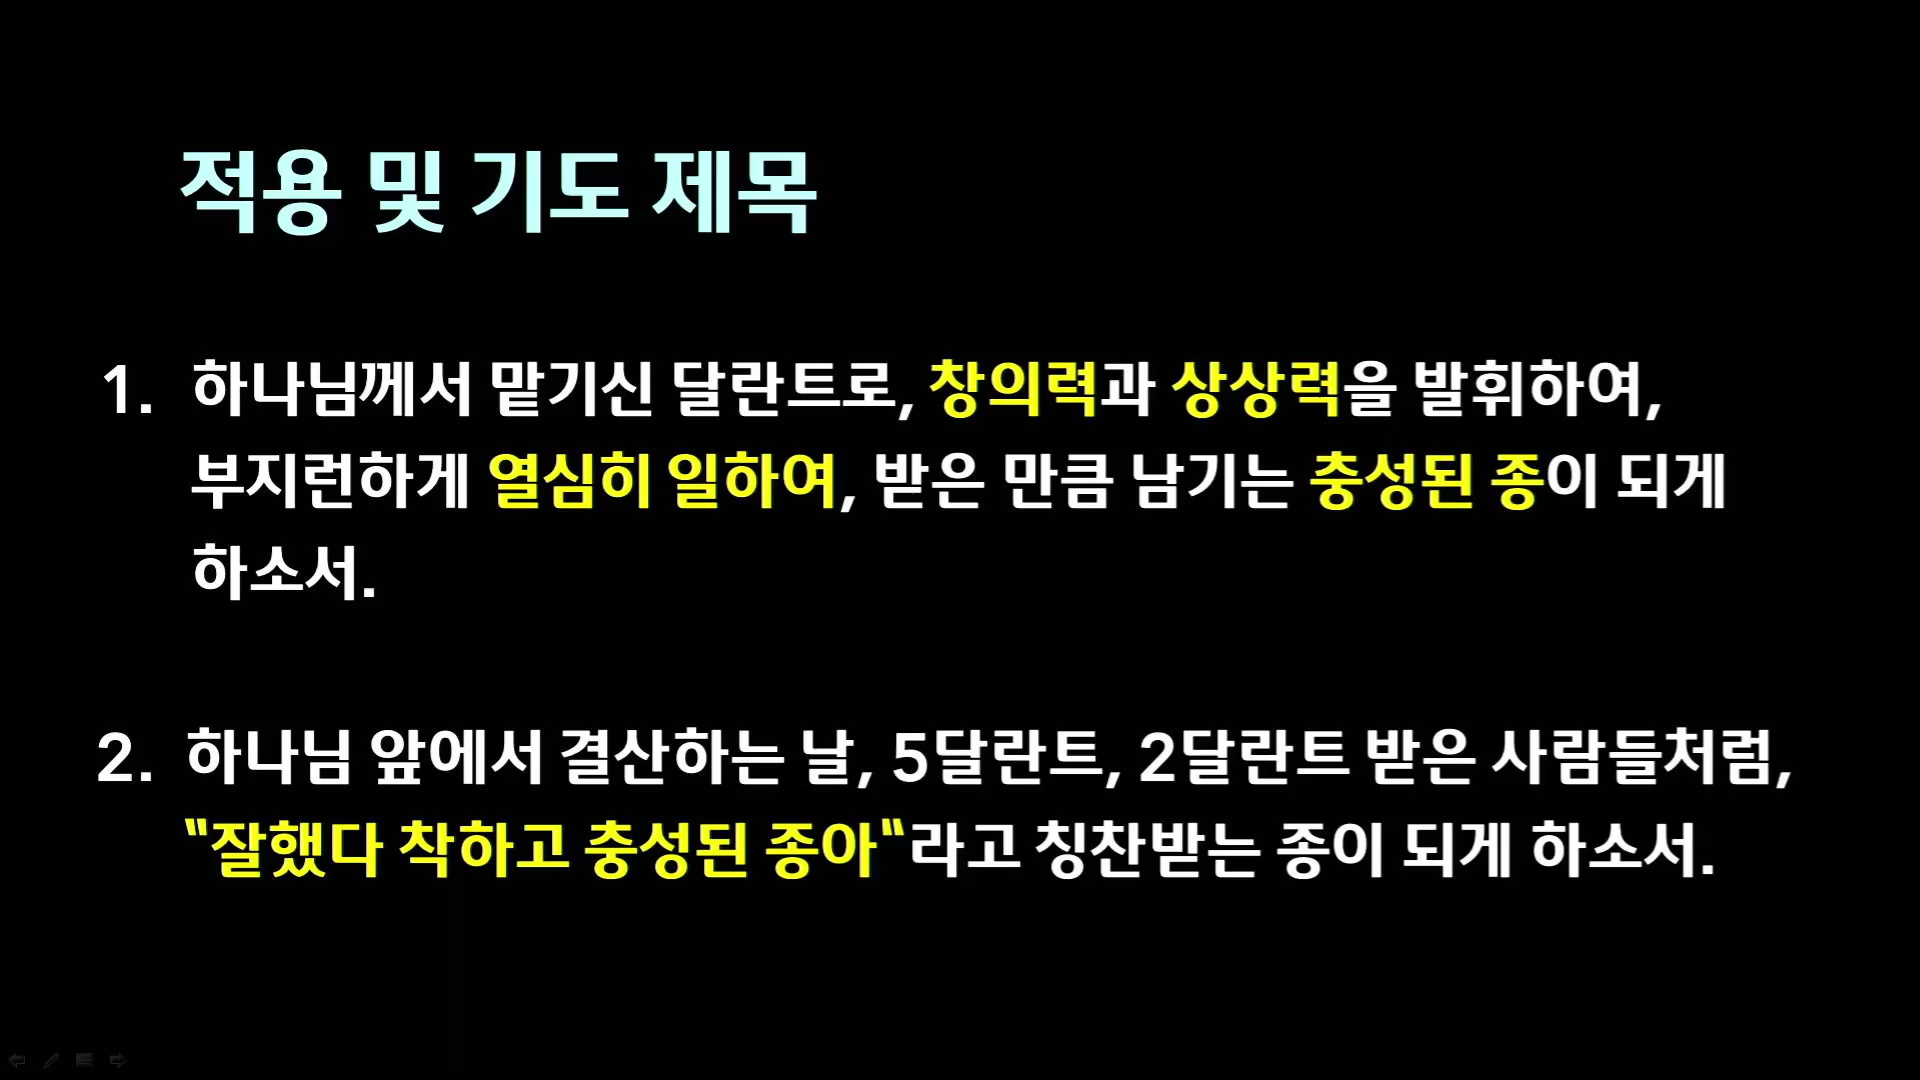 적용 및 기도 제목
1. 하나님께서 맡기신 달란트로, 창의력과 상상력을 발휘하여,
부지런하게 열심히 일하여, 받은 만큼 남기는 충성된 종이 되게
하소서.
2. 하나님 앞에서 결산하는 날, 5달란트, 2달란트 받은 사람들처럼,
“잘했다 착하고 충성된 종아“라고 칭찬받는 종이 되게 하소서.